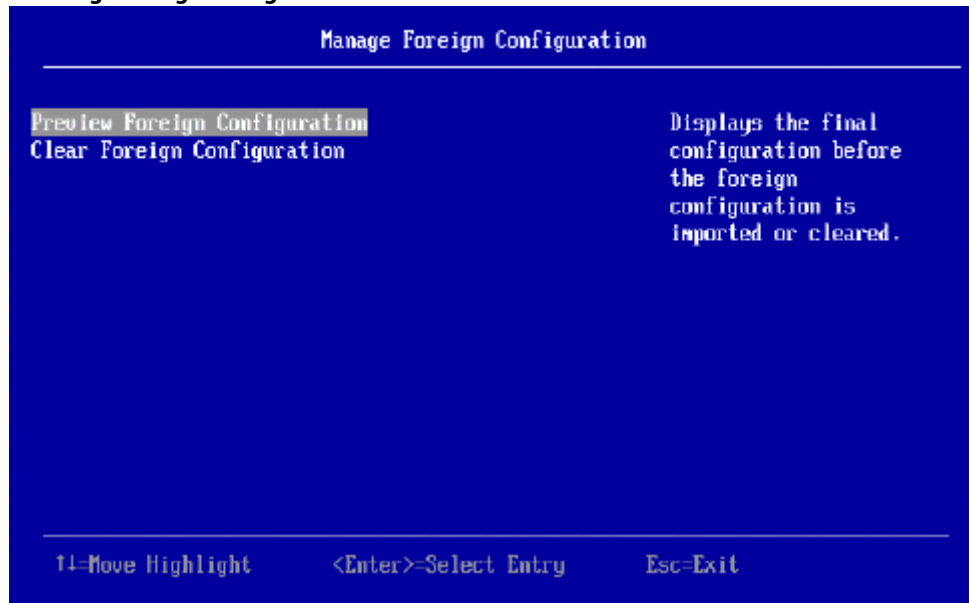 Manage Foreign Configuration
Preview Foreign Configuration
Clear Foreign Configuration
Displays the final
configuration before
the foreign
configuration is
imported or cleared.
↑↓=Move Highlight <Enter>=Select Entry Esc=Exit